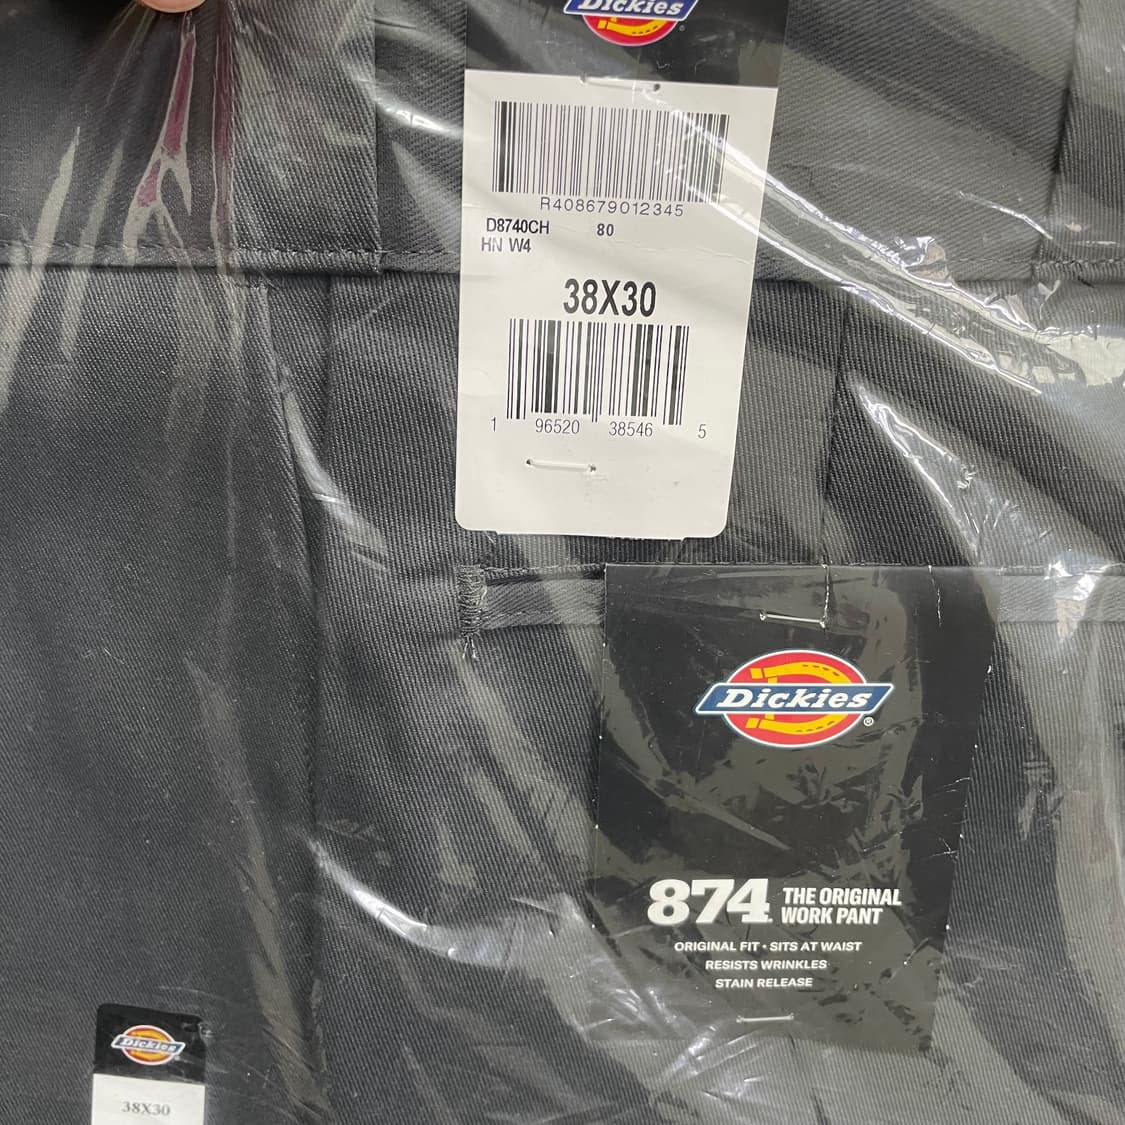 Dickies
R408679012345
D8740CH 80
HN W4
38X30
1 96520 38546 5
Dickies
®
874 THE ORIGINAL
WORK PANT
ORIGINAL FIT • SITS AT WAIST
RESISTS WRINKLES
STAIN RELEASE
Dickies
38X30